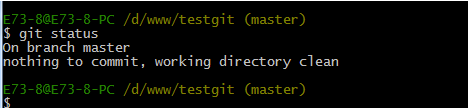 E73-8@E73-8-PC /d/www/testgit (master)
$ git status
On branch master
nothing to commit, working directory clean
E73-8@E73-8-PC /d/www/testgit (master)
$